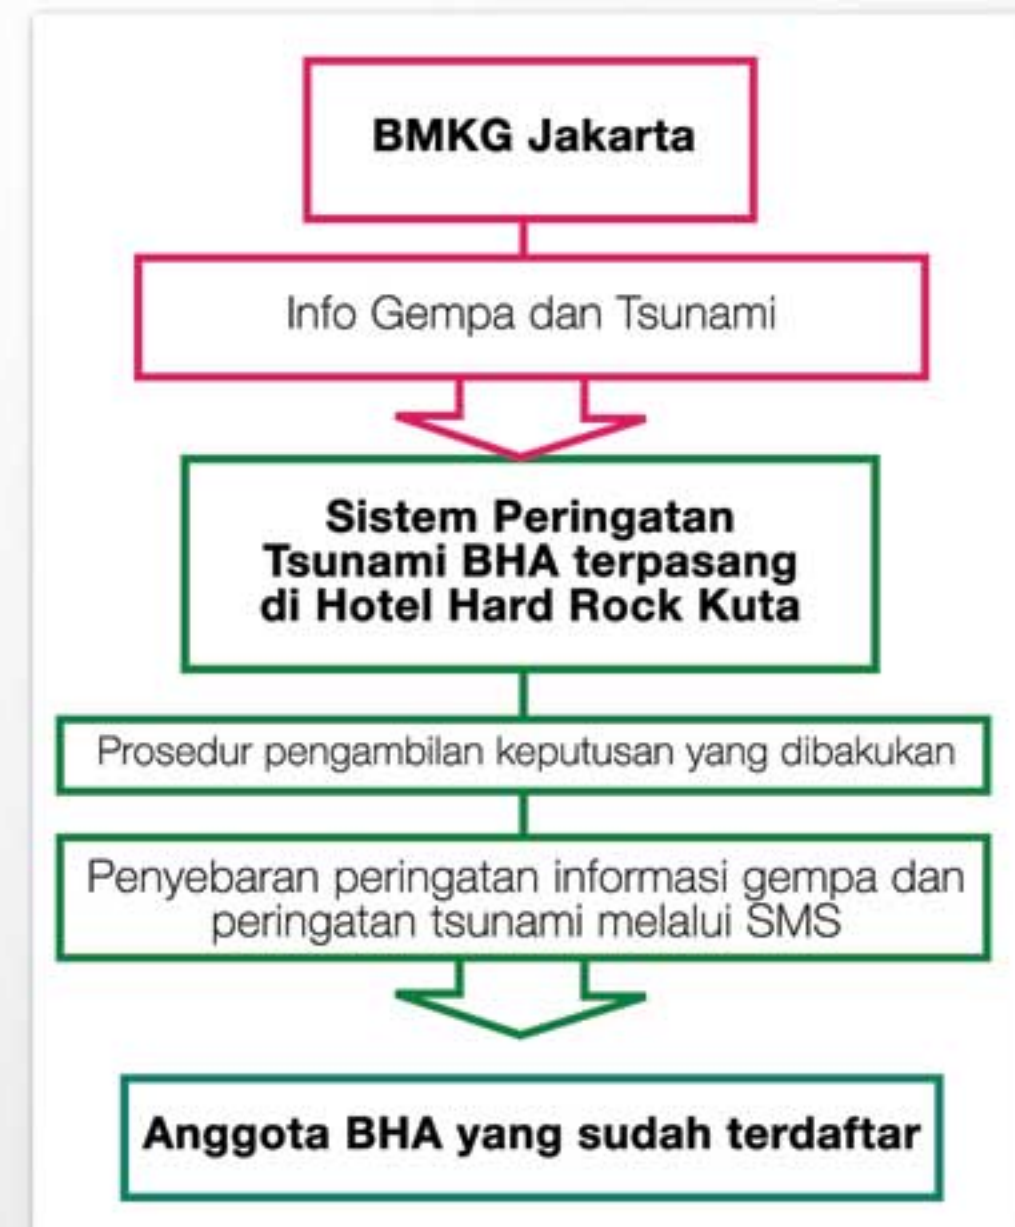 BMKG Jakarta
Info Gempa dan Tsunami
Sistem Peringatan
Tsunami BHA terpasang
di Hotel Hard Rock Kuta
Prosedur pengambilan keputusan yang dibakukan
Penyebaran peringatan informasi gempa dan
peringatan tsunami melalui SMS
Anggota BHA yang sudah terdaftar